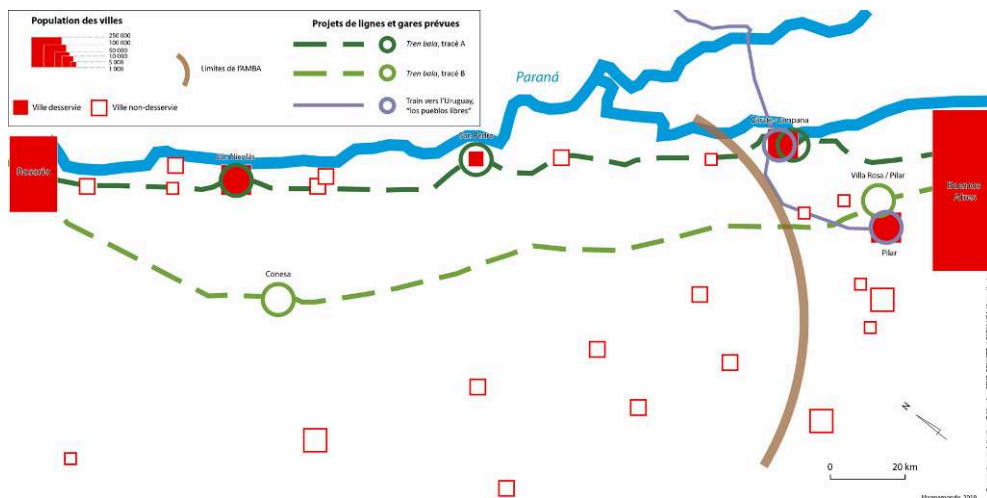 Population des villes
250 000
100 000
50 000
10 000
5 000
1 000
Limites de l'AMBA
Ville desservie
Ville non-desservie
Projets de lignes et gares prévues
Tren bala, tracé A
Tren bala, tracé B
Train vers l'Uruguay,
"los pueblos libres"
Paraná
Rosario
San Nicolás
San Pedro
Campana
Villa Rosa / Pilar
Buenos
Aires
Pilar
Conesa
N
0
20 km
2019